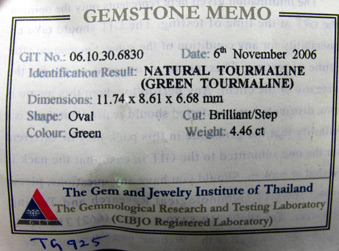 GEMSTONE MEMO
GIT No.: 06.10.30.6830 Date: 6th November 2006
Identification Result: NATURAL TOURMALINE
(GREEN TOURMALINE)
Dimensions: 11.74 x 8.61 x 6.68 mm
Shape: Oval Cut: Brilliant/Step
Colour: Green Weight: 4.46 ct
The Gem and Jewelry Institute of Thailand
The Gemmological Research and Testing Laboratory
(CIBJO Registered Laboratory)
TG 925